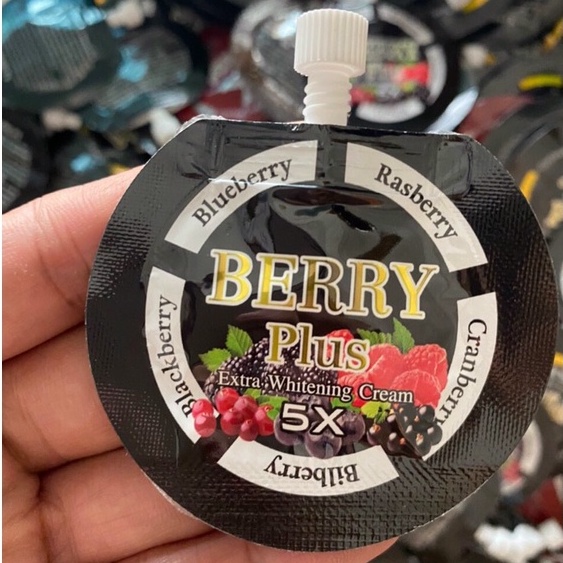 Blueberry
Rasberry
BERRY
Plus
Extra Whitening Cream
5X
Blackberry
Cranberry
Bilberry